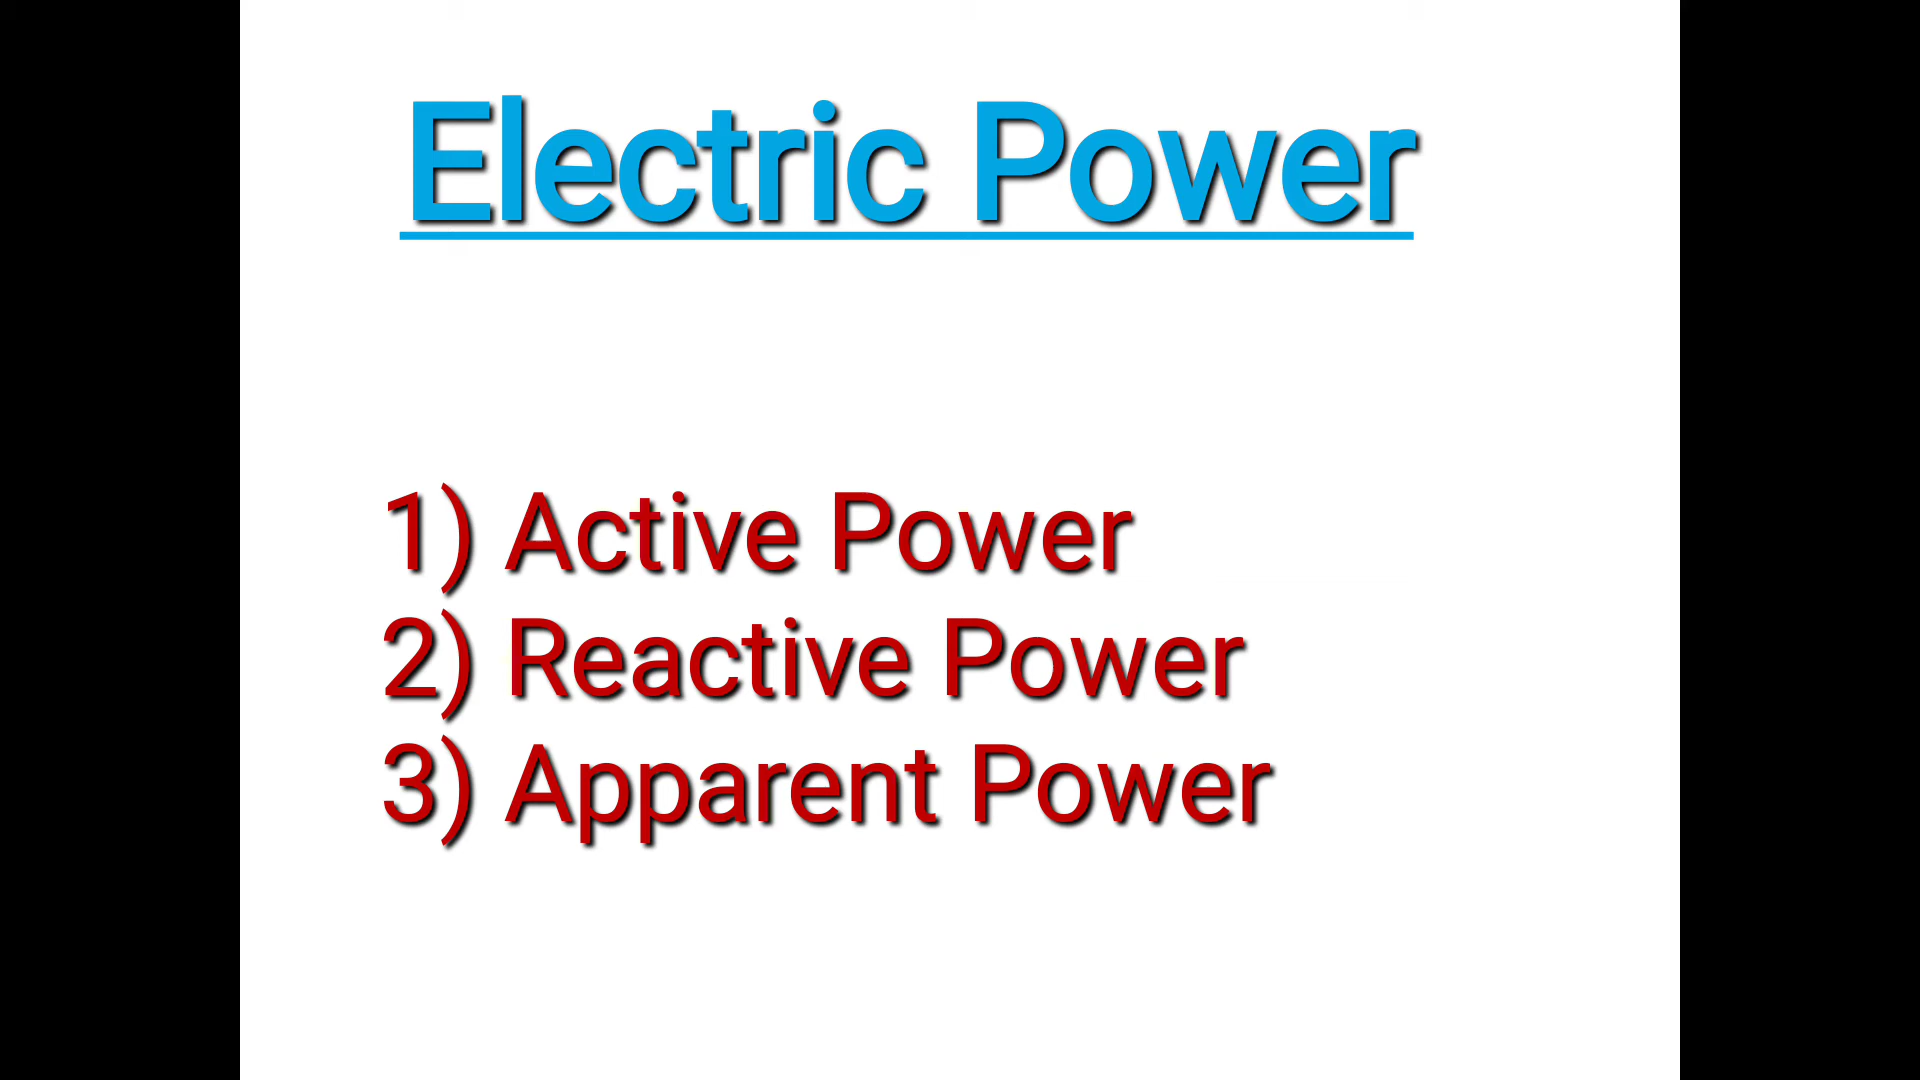 Electric Power
1) Active Power
2) Reactive Power
3) Apparent Power